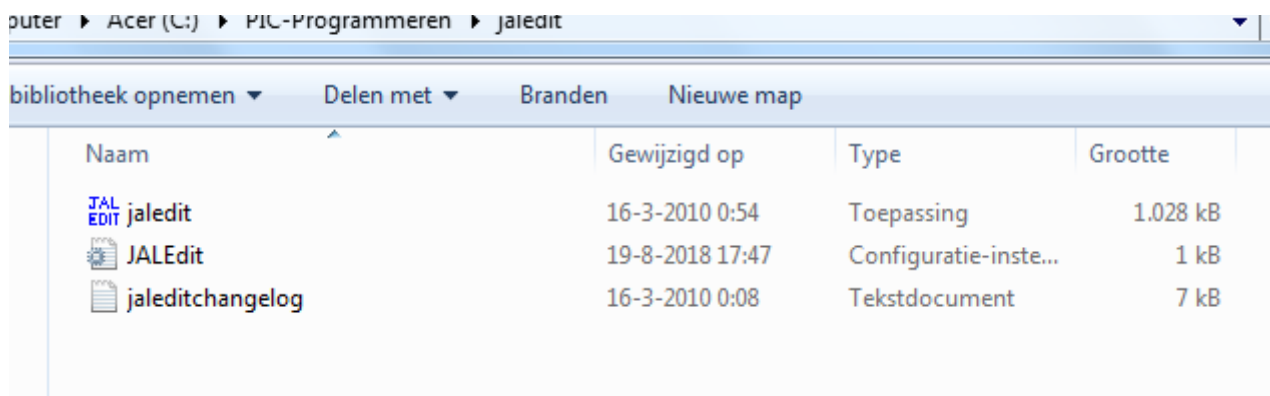 puter ▸ Acer (C:) ▸ PIC-Programmeren ▸ jaledit
bibliotheek opnemen ▾ Delen met ▾ Branden Nieuwe map
Naam Gewijzigd op Type Grootte
JAL EDIT jaledit 16-3-2010 0:54 Toepassing 1.028 kB
JALEdit 19-8-2018 17:47 Configuratie-inste... 1 kB
jaleditchangelog 16-3-2010 0:08 Tekstdocument 7 kB